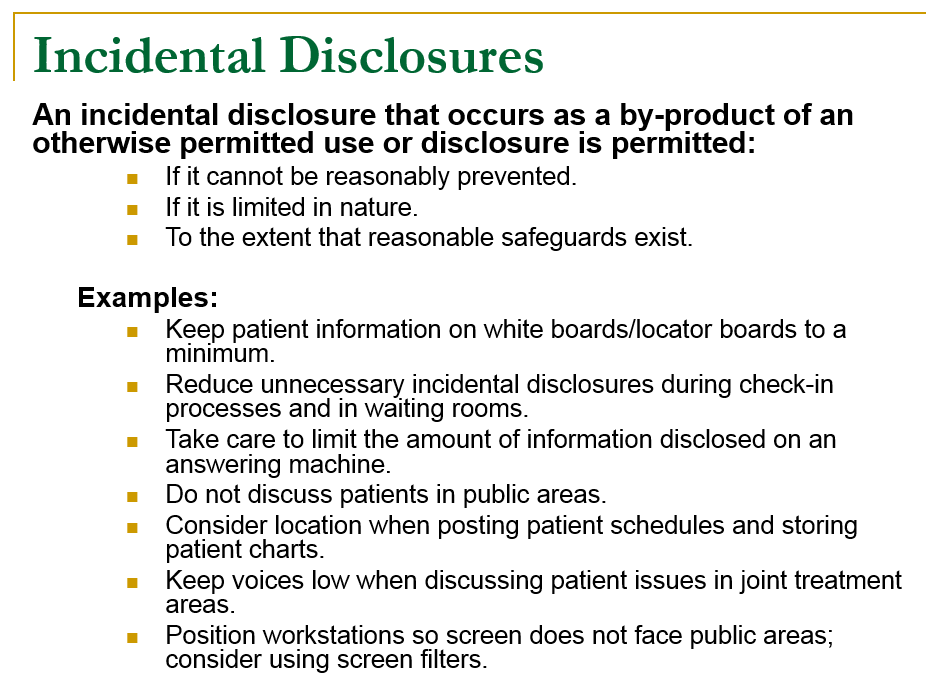 Incidental Disclosures
An incidental disclosure that occurs as a by-product of an
otherwise permitted use or disclosure is permitted:
If it cannot be reasonably prevented.
If it is limited in nature.
To the extent that reasonable safeguards exist.
Examples:
Keep patient information on white boards/locator boards to a
minimum.
Reduce unnecessary incidental disclosures during check-in
processes and in waiting rooms.
Take care to limit the amount of information disclosed on an
answering machine.
Do not discuss patients in public areas.
Consider location when posting patient schedules and storing
patient charts.
Keep voices low when discussing patient issues in joint treatment
areas.
Position workstations so screen does not face public areas;
consider using screen filters.